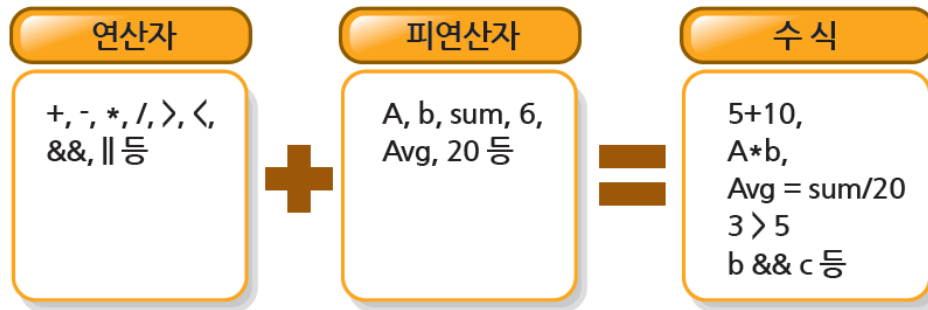 연산자
+, -, *, /, >, <,
&&, || 등
피연산자
A, b, sum, 6,
Avg, 20 등
수 식
5+10,
A*b,
Avg = sum/20
3 > 5
b && c 등